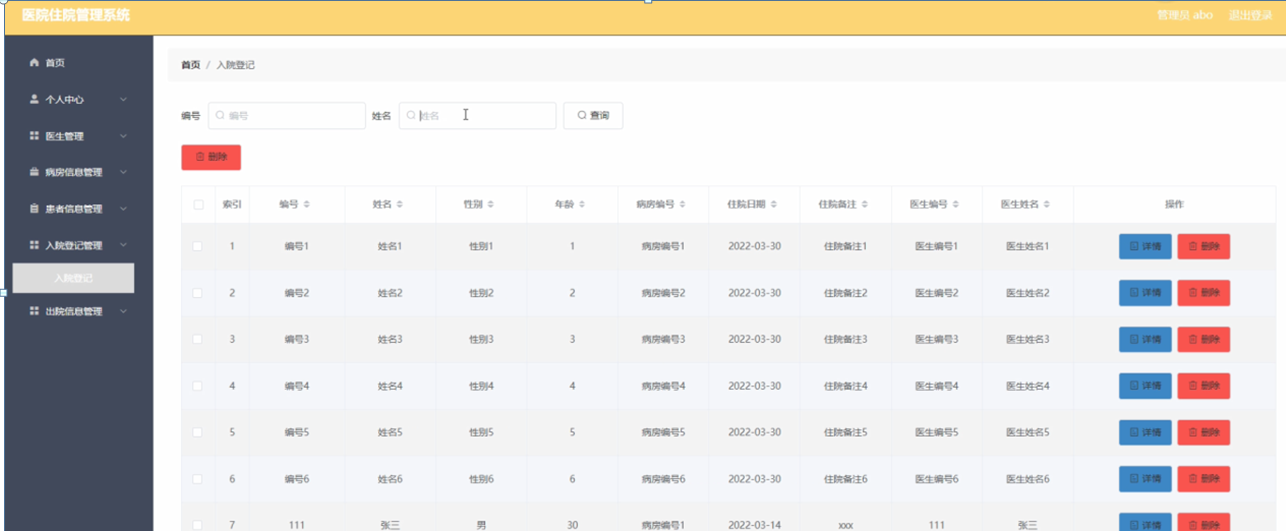 医院住院管理系统 管理员 abo 退出登录
首页
个人中心
医生管理
病房信息管理
患者信息管理
入院登记管理
入院登记
出院信息管理
首页 / 入院登记
编号 编号 姓名 姓名 查询
删除
索引 编号 姓名 性别 年龄 病房编号 住院日期 住院备注 医生编号 医生姓名 操作
1 编号1 姓名1 性别1 1 病房编号1 2022-03-30 住院备注1 医生编号1 医生姓名1 详情 删除
2 编号2 姓名2 性别2 2 病房编号2 2022-03-30 住院备注2 医生编号2 医生姓名2 详情 删除
3 编号3 姓名3 性别3 3 病房编号3 2022-03-30 住院备注3 医生编号3 医生姓名3 详情 删除
4 编号4 姓名4 性别4 4 病房编号4 2022-03-30 住院备注4 医生编号4 医生姓名4 详情 删除
5 编号5 姓名5 性别5 5 病房编号5 2022-03-30 住院备注5 医生编号5 医生姓名5 详情 删除
6 编号6 姓名6 性别6 6 病房编号6 2022-03-30 住院备注6 医生编号6 医生姓名6 详情 删除
7 111 张三 男 30 病房编号1 2022-03-14 xxx 111 张三 详情 删除